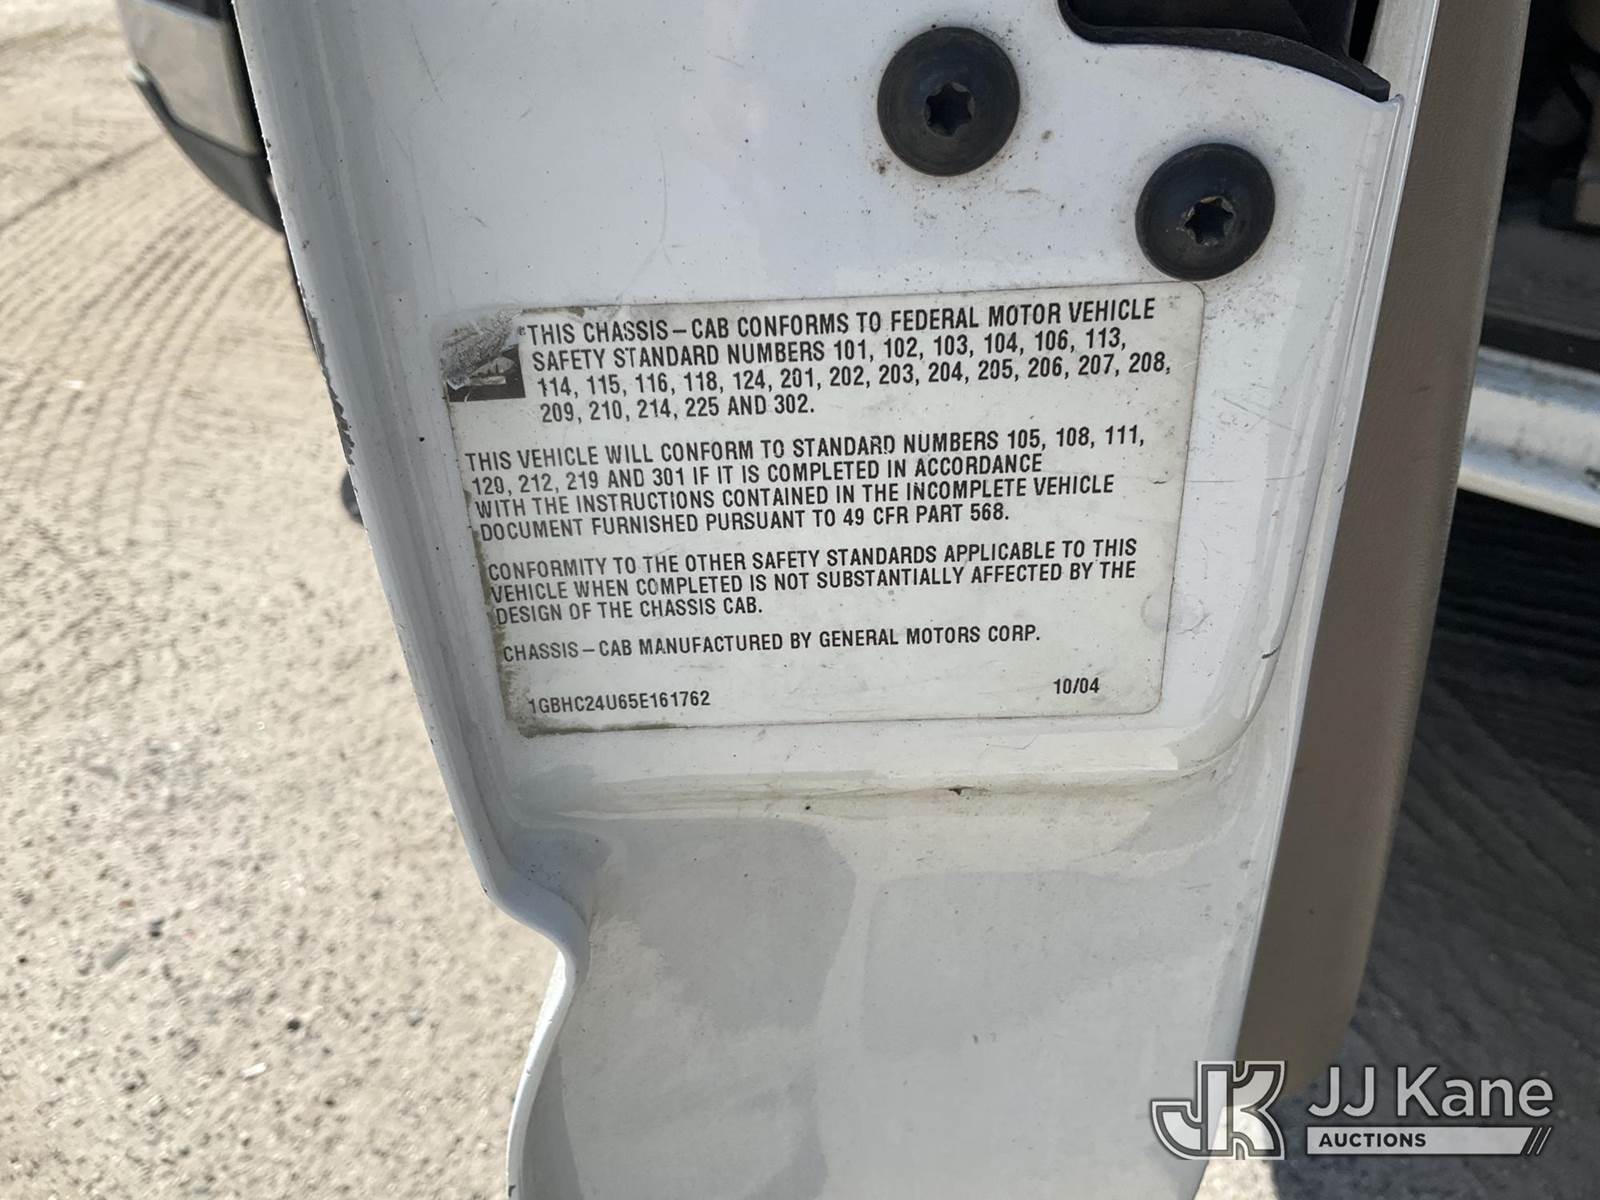 THIS CHASSIS-CAB CONFORMS TO FEDERAL MOTOR VEHICLE
SAFETY STANDARD NUMBERS 101, 102, 103, 104, 106, 113,
114, 115, 116, 118, 124, 201, 202, 203, 204, 205, 206, 207, 208,
209, 210, 214, 225 AND 302.
THIS VEHICLE WILL CONFORM TO STANDARD NUMBERS 105, 108, 111,
120, 212, 219 AND 301 IF IT IS COMPLETED IN ACCORDANCE
WITH THE INSTRUCTIONS CONTAINED IN THE INCOMPLETE VEHICLE
DOCUMENT FURNISHED PURSUANT TO 49 CFR PART 568.
CONFORMITY TO THE OTHER SAFETY STANDARDS APPLICABLE TO THIS
VEHICLE WHEN COMPLETED IS NOT SUBSTANTIALLY AFFECTED BY THE
DESIGN OF THE CHASSIS CAB.
CHASSIS-CAB MANUFACTURED BY GENERAL MOTORS CORP.
1GBHC24U65E161762 10/04
JK JJ Kane
AUCTIONS